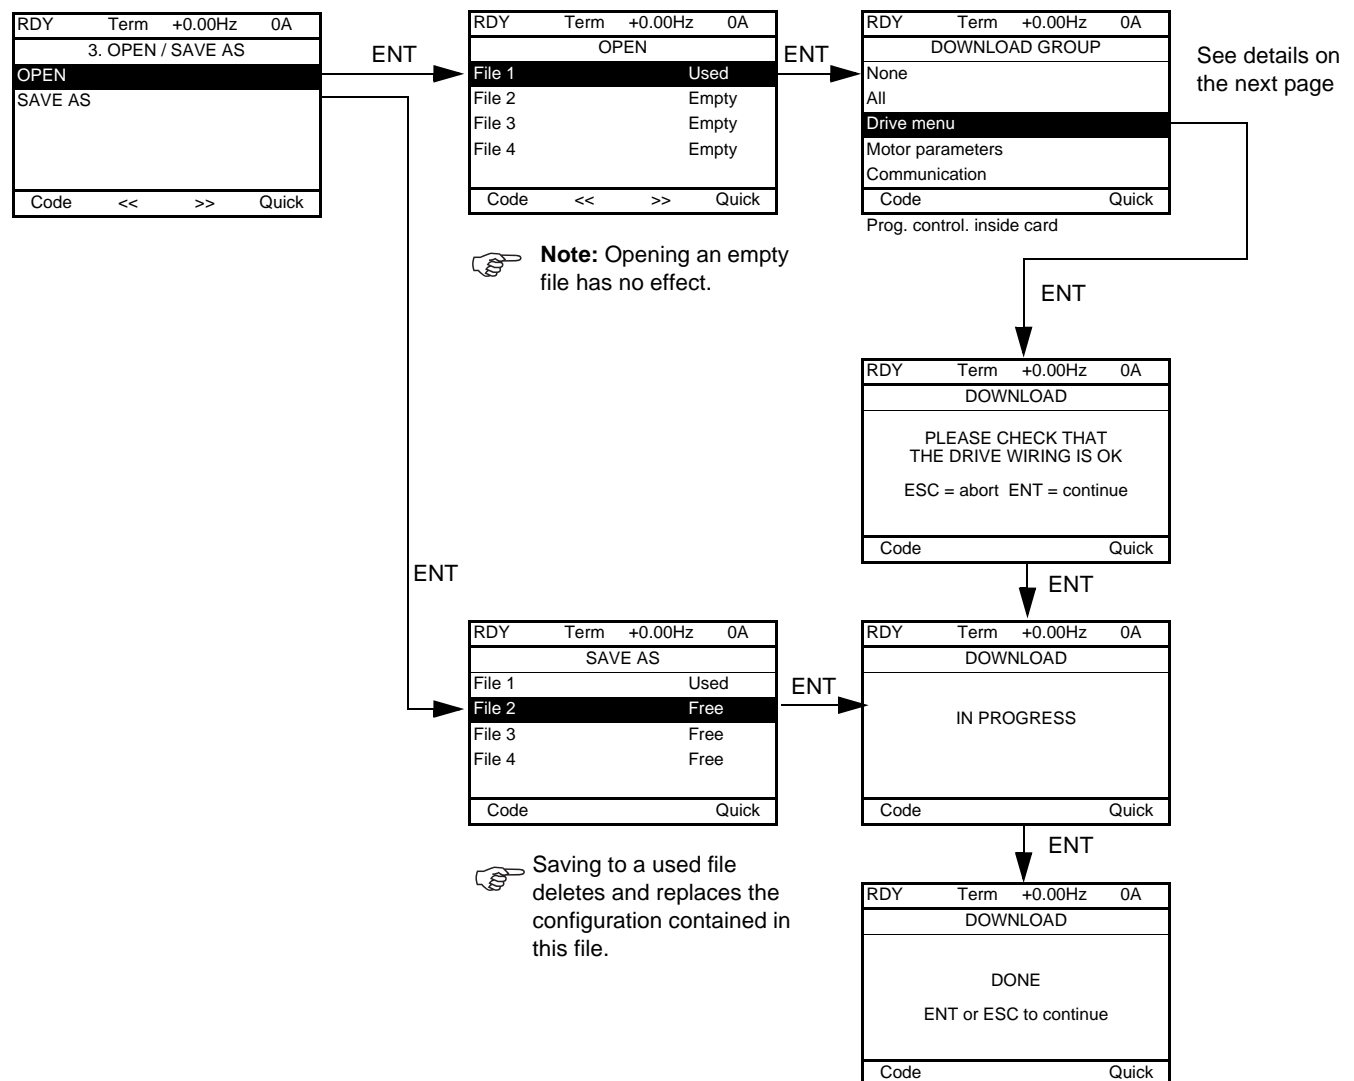 RDY Term +0.00Hz 0A
3. OPEN / SAVE AS
OPEN
SAVE AS
Code << >> Quick
ENT
RDY Term +0.00Hz 0A
OPEN
File 1 Used
File 2 Empty
File 3 Empty
File 4 Empty
Code << >> Quick
Note: Opening an empty
file has no effect.
ENT
RDY Term +0.00Hz 0A
DOWNLOAD GROUP
None
All
Drive menu
Motor parameters
Communication
Code Quick
Prog. control. inside card
See details on
the next page
ENT
RDY Term +0.00Hz 0A
DOWNLOAD
PLEASE CHECK THAT
THE DRIVE WIRING IS OK
ESC = abort ENT = continue
Code Quick
ENT
ENT
RDY Term +0.00Hz 0A
SAVE AS
File 1 Used
File 2 Free
File 3 Free
File 4 Free
Code Quick
Saving to a used file
deletes and replaces the
configuration contained in
this file.
ENT
RDY Term +0.00Hz 0A
DOWNLOAD
IN PROGRESS
Code Quick
ENT
RDY Term +0.00Hz 0A
DOWNLOAD
DONE
ENT or ESC to continue
Code Quick